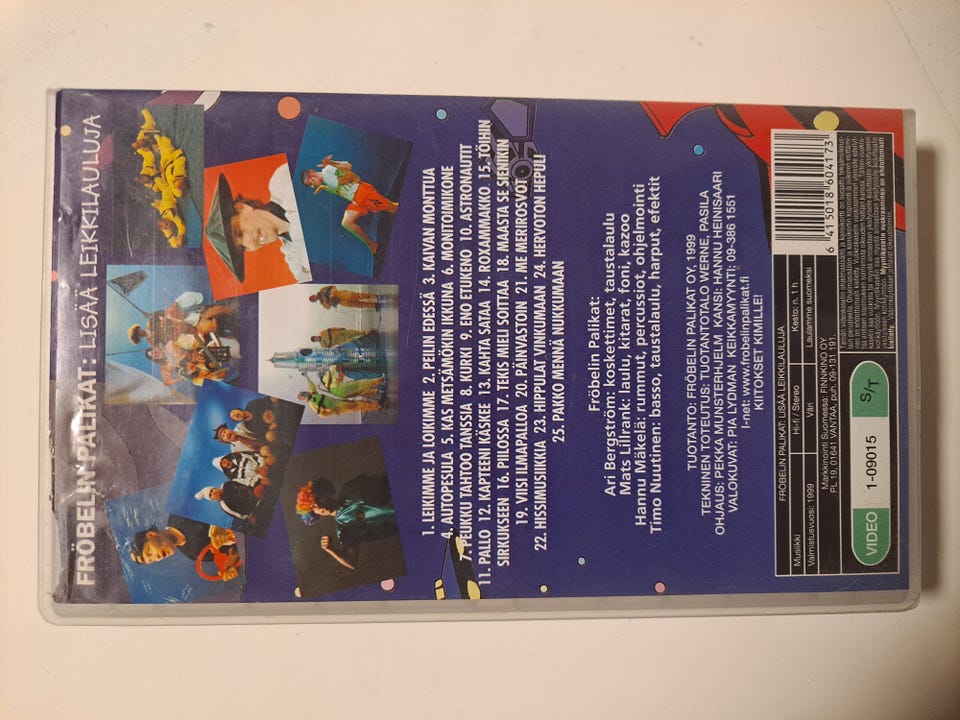 FRÖBELIN PALIKAT: LISÄÄ LEIKKILAULUJA
1. LEIKIMME JA LOIKIMME 2. PEILIN EDESSÄ 3. KAIVAN MONTTUA
4. AUTOPESULA 5. KAS METSÄMÖKIN IKKUNA 6. MONITOIMIKONE
7. PELUKKU TAHTOO TANSSIA 8. KURKI 9. ENO ETUKENO 10. ASTRONAUTIT
11. PALLO 12. KAPTEENI KÄSKEE 13. KAHTA SATAA 14. ROXAMMAKKO 15. TÖIHIN
SIRKUKSEEN 16. PIILOSSA 17. TEKIS MIELI SOITTAA 18. MAASTA SE SIENIKIN
19. VIISI ILMAPALLOA 20. PÄINVASTOIN 21. ME MERIROSVOT
22. HISSIMUSIIKKIA 23. HIPPULAT VINKUMAAN 24. HERVOTON HEPULI
25. PAKKO MENNÄ NUKKUMAAN
Fröbelin Palikat:
Ari Bergström: koskettimet, taustalaulu
Mats Lillrank: laulu, kitarat, foni, kazoo
Hannu Mäkelä: rummut, percussiot, ohjelmointi
Timo Nuutinen: basso, taustalaulu, harput, efektit
TUOTANTO: FRÖBELIN PALIKAT OY, 1999
TEKNINEN TOTEUTUS: TUOTANTOTALO WERNE, PASILA
OHJAUS: PEKKA MUNSTERHJELM KANSI: HANNU HEINISAARI
VALOKUVAT: PIA LYDMAN KEIKKAMYYNTI: 09-386 1551
I-net: www.frobelinpalikat.fi
KIITOKSET KIIMILLE!
6 415018 604173
FRÖBELIN PALIKAT: LISÄÄ LEIKKILAULUJA
Musiikki Hi-fi / Stereo Kesto: n. 1 h
Valmistusvuosi: 1999 Väri Laulamme suomeksi
Markkinointi Suomessa: FINNKINO OY
PL 19, 01641 VANTAA, puh. 09-131 191.
VIDEO 1-09015 S/T